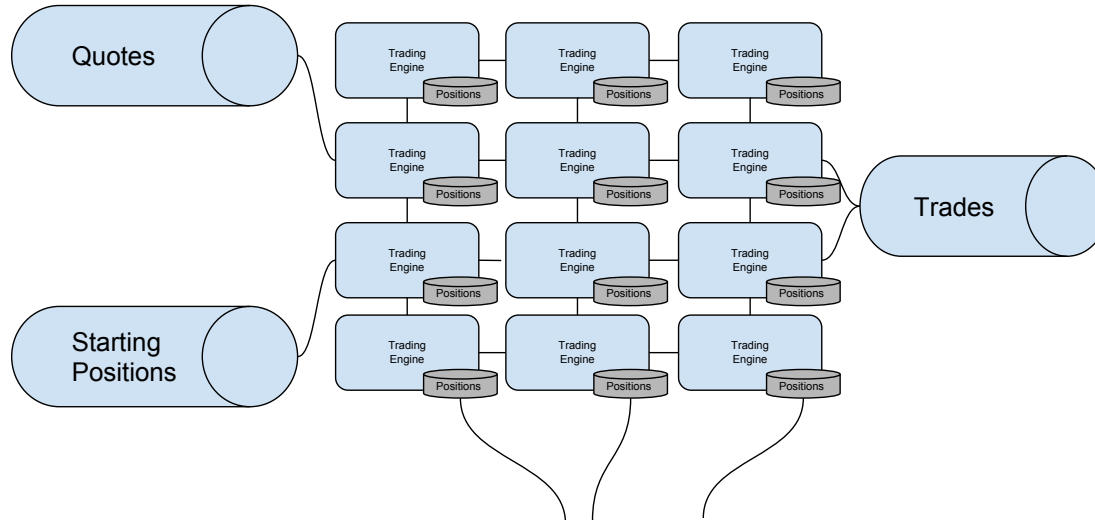 Quotes
Trading
Engine
Positions
Trading
Engine
Positions
Trading
Engine
Positions
Trading
Engine
Positions
Trading
Engine
Positions
Trading
Engine
Positions
Trades
Trading
Engine
Positions
Trading
Engine
Positions
Trading
Engine
Positions
Starting
Positions
Trading
Engine
Positions
Trading
Engine
Positions
Trading
Engine
Positions